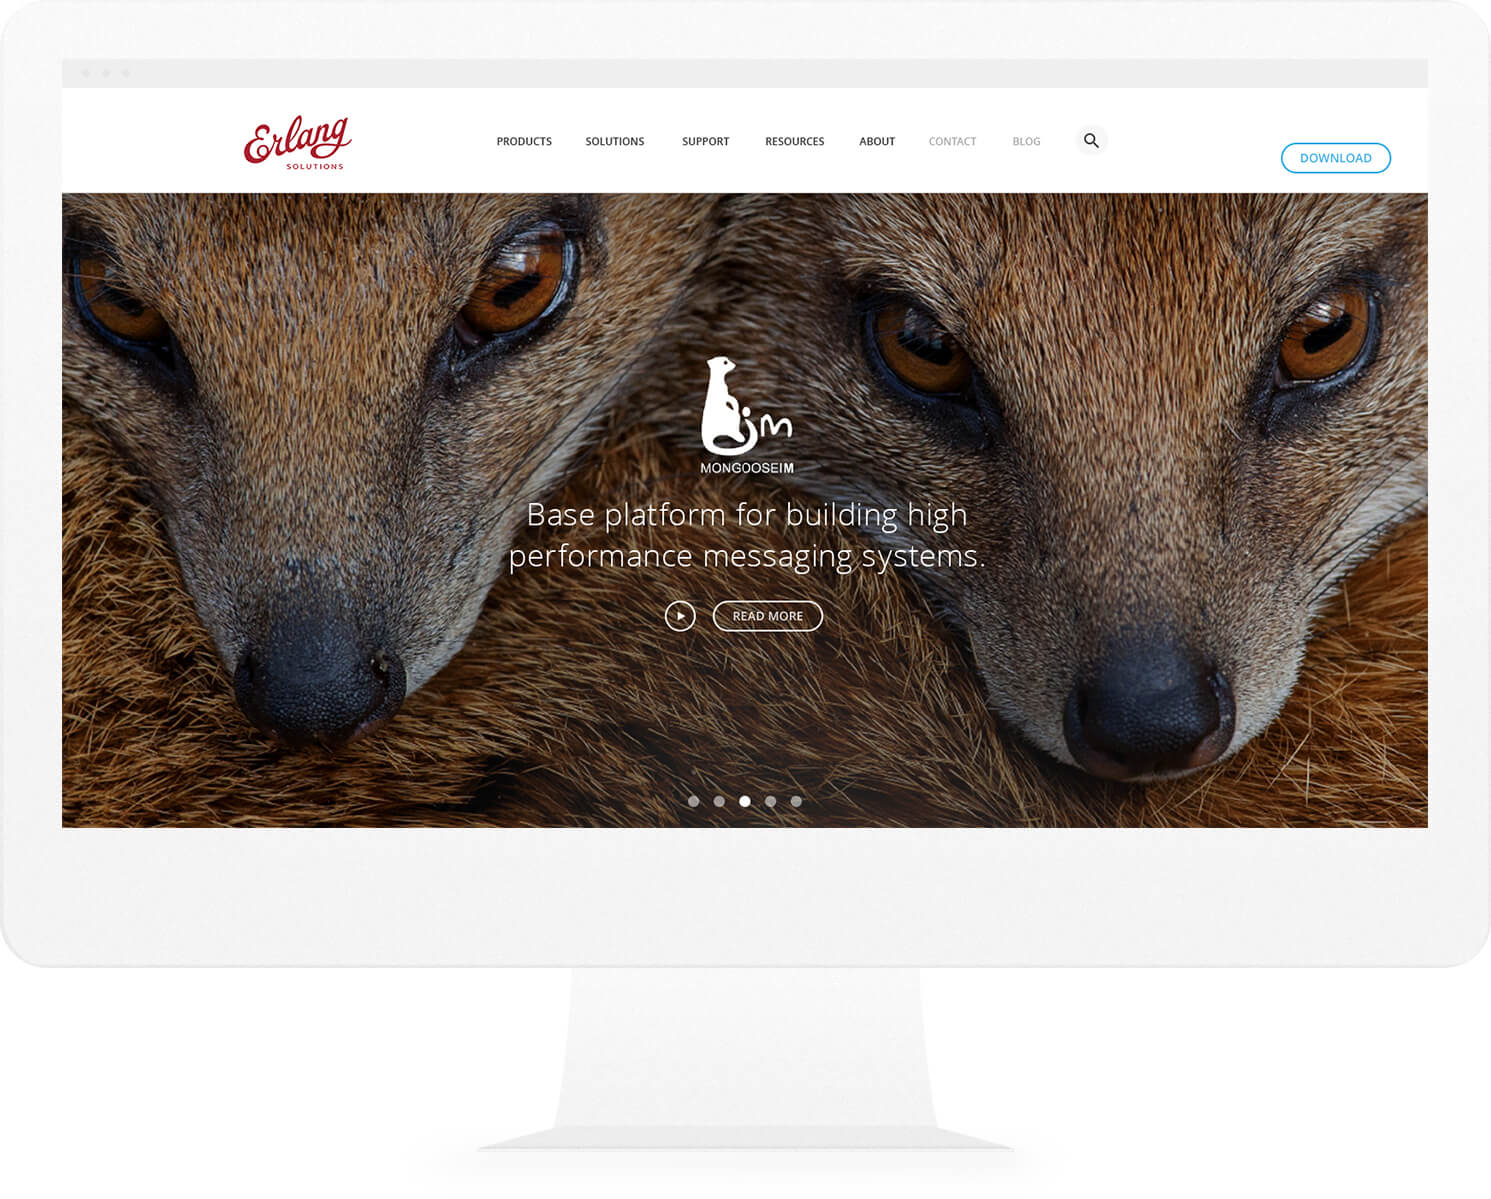 Erlang
SOLUTIONS
PRODUCTS
SOLUTIONS
SUPPORT
RESOURCES
ABOUT
CONTACT
BLOG
DOWNLOAD
im
MONGOOSEIM
Base platform for building high
performance messaging systems.
READ MORE